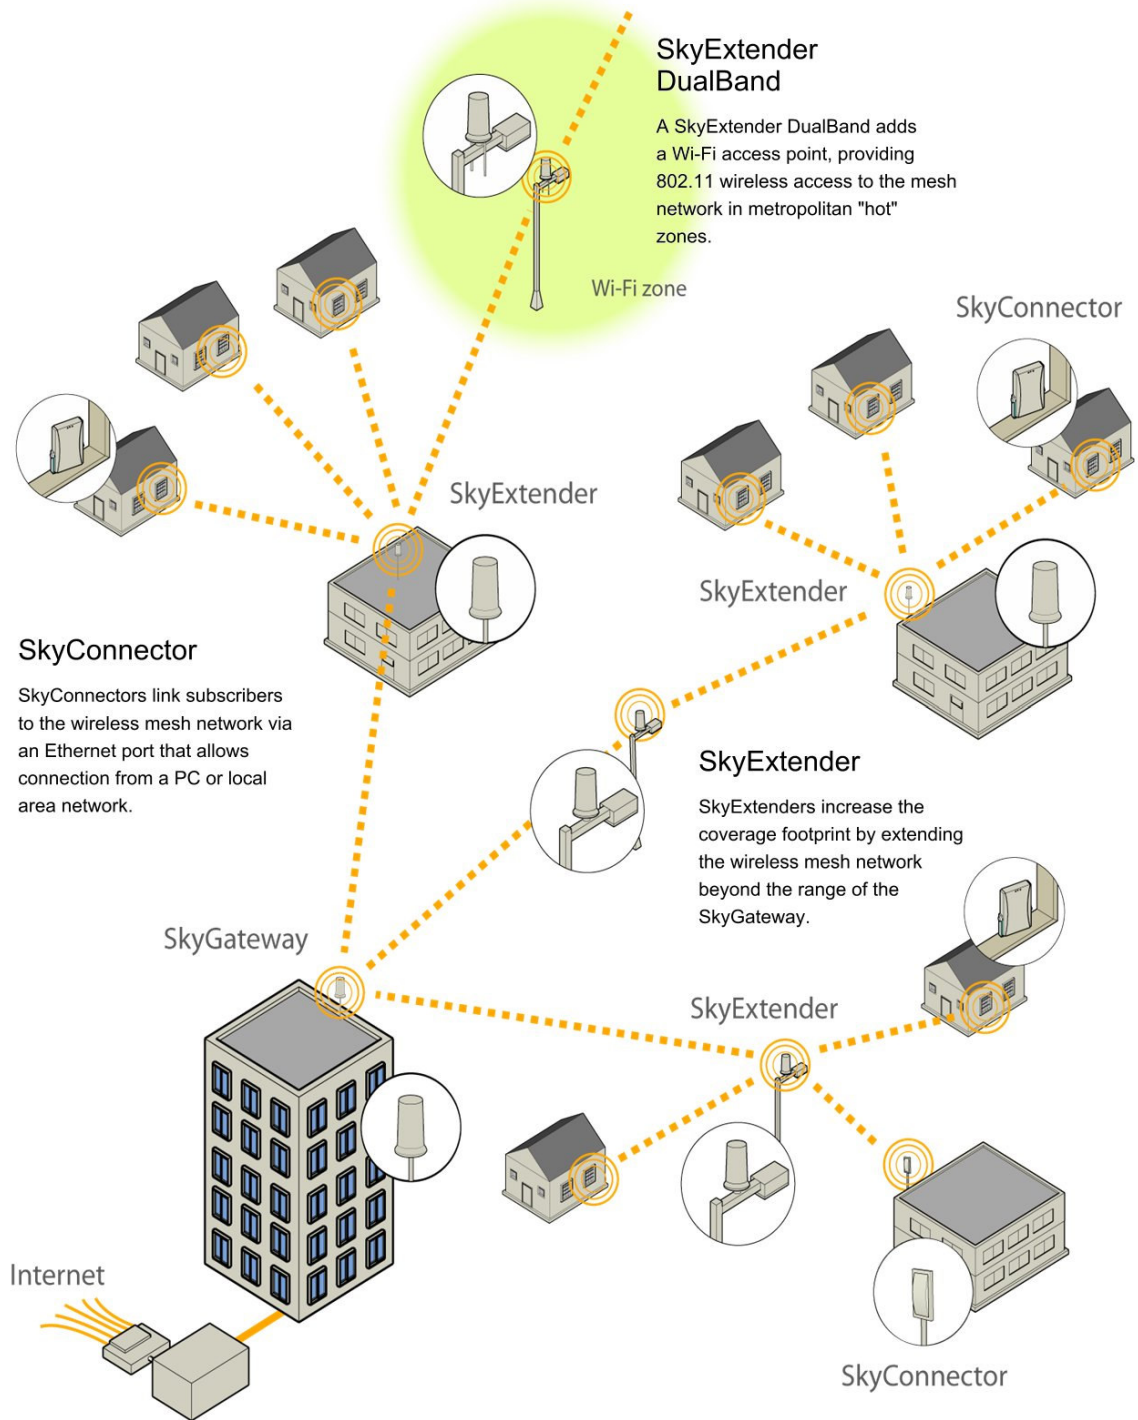 SkyExtender
DualBand
A SkyExtender DualBand adds
a Wi-Fi access point, providing
802.11 wireless access to the mesh
network in metropolitan "hot"
zones.
Wi-Fi zone
SkyConnector
SkyExtender
SkyExtender
SkyConnector
SkyConnectors link subscribers
to the wireless mesh network via
an Ethernet port that allows
connection from a PC or local
area network.
SkyExtender
SkyExtenders increase the
coverage footprint by extending
the wireless mesh network
beyond the range of the
SkyGateway.
SkyGateway
SkyExtender
Internet
SkyConnector